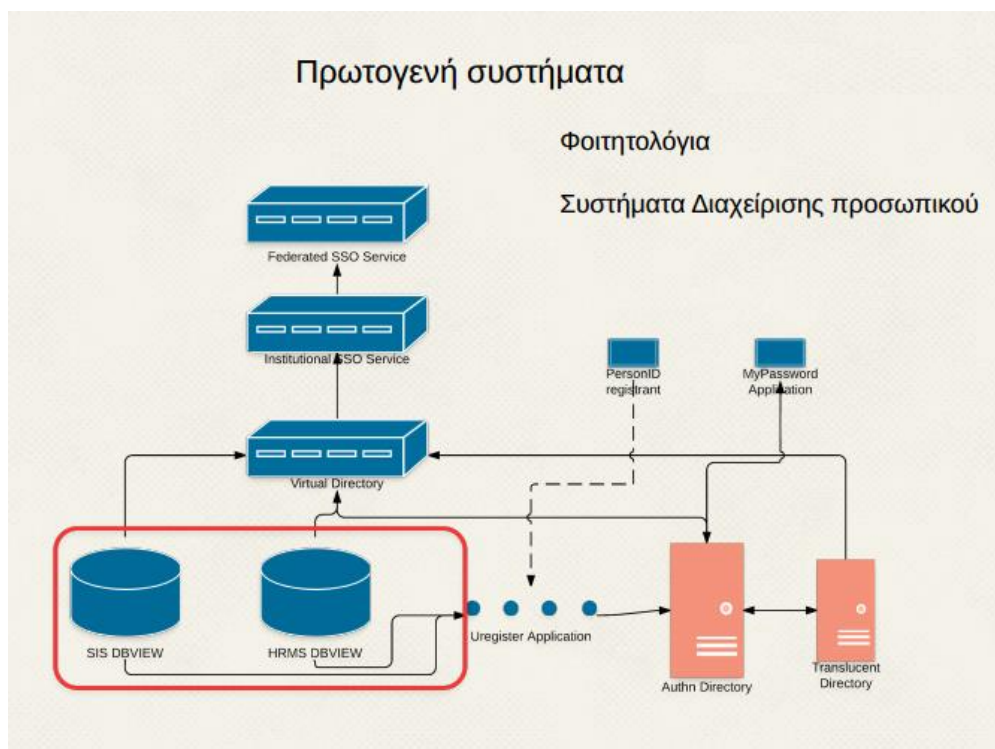 Πρωτογενή συστήματα
Φοιτητολόγια
Συστήματα Διαχείρισης προσωπικού
Federated SSO Service
Institutional SSO Service
PersonID
registrant
MyPassword
Application
Virtual Directory
SIS DBVIEW
HRMS DBVIEW
Uregister Application
Authn Directory
Translucent
Directory